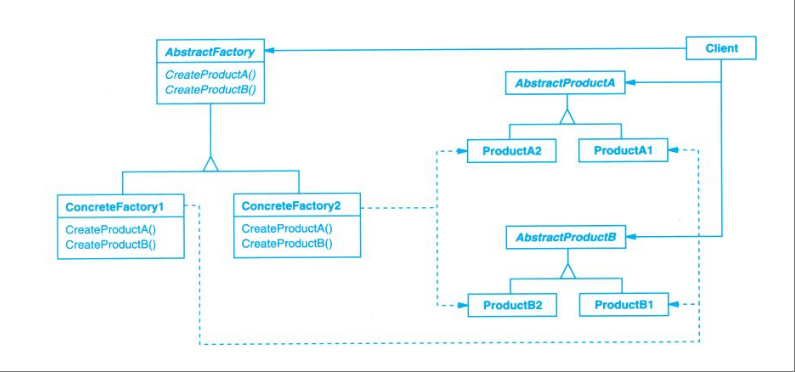 AbstractFactory
CreateProductA()
CreateProductB()
Client
AbstractProductA
ProductA2
ProductA1
ConcreteFactory1
CreateProductA()
CreateProductB()
ConcreteFactory2
CreateProductA()
CreateProductB()
AbstractProductB
ProductB2
ProductB1